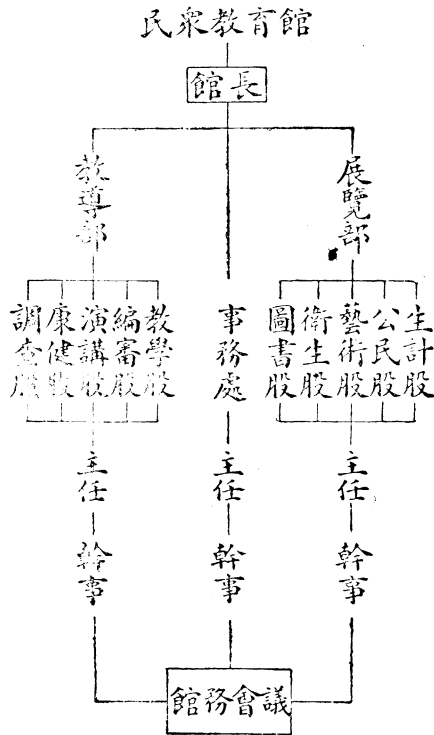 民衆教育館
館長
展覽部
生計股
公民股
藝術股
衛生股
圖書股
主任
幹事
事務處
主任
幹事
教導部
教學股
編審股
演講股
康健股
調查股
主任
幹事
館務會議